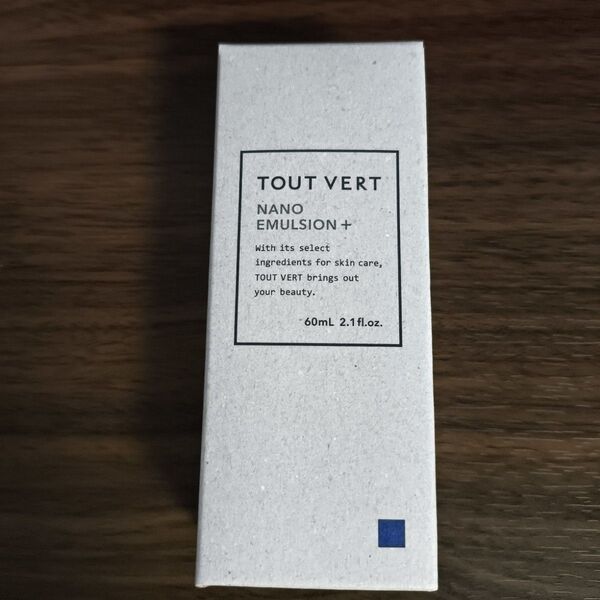 TOUT VERT
NANO
EMULSION +
With its select
ingredients for skin care,
TOUT VERT brings out
your beauty.
60mL 2.1fl.oz.